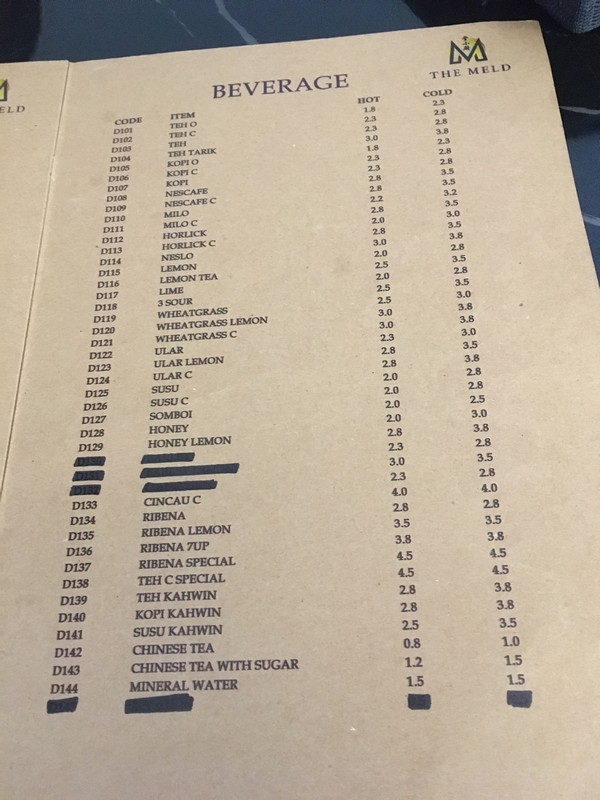 THE MELD
BEVERAGE
CODE
D101
D102
D103
D104
D105
D106
D107
D108
D109
D110
D111
D112
D113
D114
D115
D116
D117
D118
D119
D120
D121
D122
D123
D124
D125
D126
D127
D128
D129
D133
D134
D135
D136
D137
D138
D139
D140
D141
D142
D143
D144
ITEM
TEH O
TEH C
TEH
TEH TARIK
KOPI O
KOPI C
KOPI
NESCAFE
NESCAFE C
MILO
MILO C
HORLICK
HORLICK C
NESLO
LEMON
LEMON TEA
LIME
3 SOUR
WHEATGRASS
WHEATGRASS LEMON
WHEATGRASS C
ULAR
ULAR LEMON
ULAR C
SUSU
SUSU C
SOMBOI
HONEY
HONEY LEMON
CINCAU C
RIBENA
RIBENA LEMON
RIBENA 7UP
RIBENA SPECIAL
TEH C SPECIAL
TEH KAHWIN
KOPI KAHWIN
SUSU KAHWIN
CHINESE TEA
CHINESE TEA WITH SUGAR
MINERAL WATER
HOT
1.8
2.3
2.3
3.0
1.8
2.3
2.3
2.8
2.8
2.2
2.8
2.0
2.8
3.0
2.0
2.5
2.0
2.5
2.5
3.0
3.0
2.3
2.8
2.8
2.0
2.0
2.0
2.8
2.3
3.0
2.3
4.0
2.8
3.5
3.8
4.5
4.5
2.8
2.8
2.5
0.8
1.2
1.5
COLD
2.3
2.8
2.8
3.8
2.3
2.8
2.8
3.5
3.5
3.2
3.5
3.0
3.5
3.8
2.8
3.5
2.8
3.5
3.0
3.8
3.8
3.0
3.5
3.8
2.8
2.5
3.0
3.8
2.8
3.5
2.8
4.0
2.8
3.5
3.8
4.5
4.5
3.8
3.8
3.5
1.0
1.5
1.5